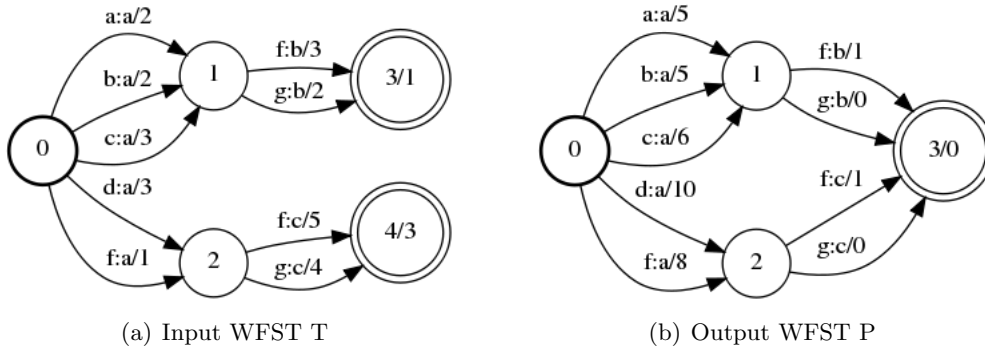 a:a/2
b:a/2
c:a/3
d:a/3
f:a/1
0
1
2
f:b/3
g:b/2
f:c/5
g:c/4
3/1
4/3
(a) Input WFST T
a:a/5
b:a/5
c:a/6
d:a/10
f:a/8
0
1
2
f:b/1
g:b/0
f:c/1
g:c/0
3/0
(b) Output WFST P